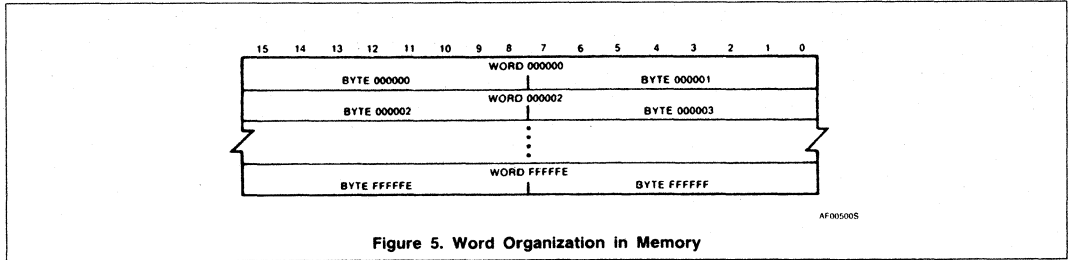 15 14 13 12 11 10 9 8 7 6 5 4 3 2 1 0
WORD 000000
BYTE 000000 BYTE 000001
WORD 000002
BYTE 000002 BYTE 000003
WORD FFFFFE
BYTE FFFFFE BYTE FFFFFF
AF00500S
Figure 5. Word Organization in Memory